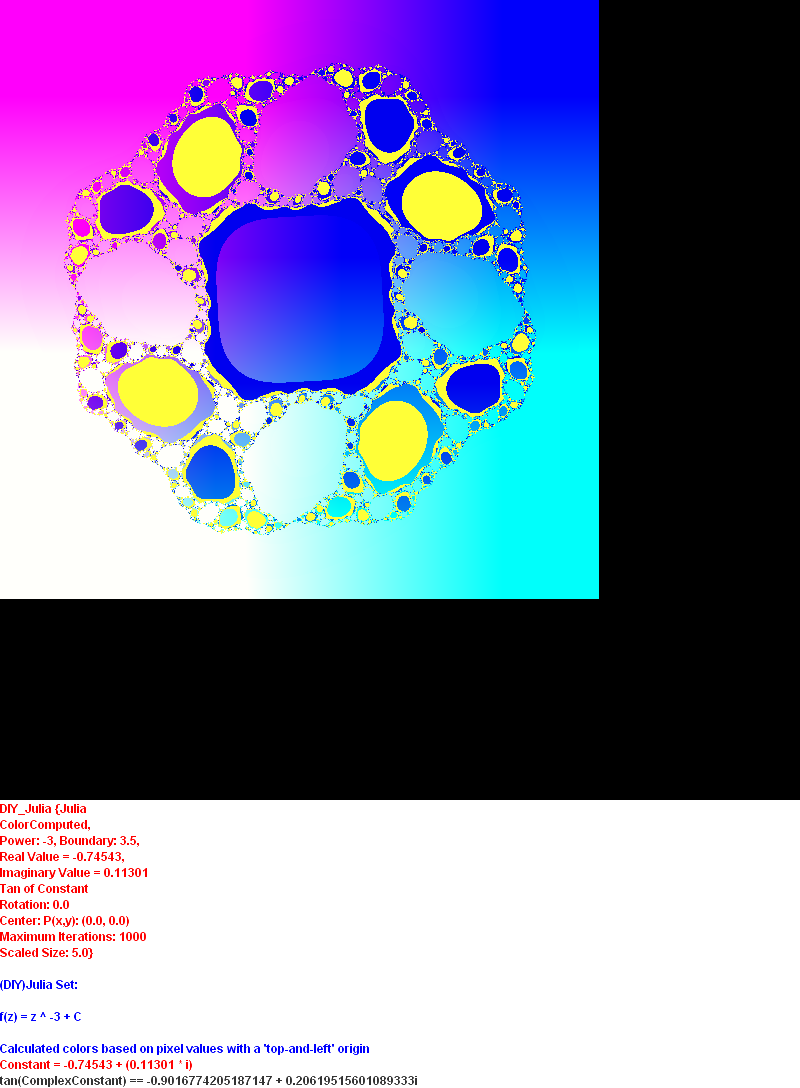 DIY_Julia {Julia
ColorComputed,
Power: -3, Boundary: 3.5,
Real Value = -0.74543,
Imaginary Value = 0.11301
Tan of Constant
Rotation: 0.0
Center: P(x,y): (0.0, 0.0)
Maximum Iterations: 1000
Scaled Size: 5.0}
(DIY)Julia Set:
f(z) = z ^ -3 + C
Calculated colors based on pixel values with a 'top-and-left' origin
Constant = -0.74543 + (0.11301 * i)
tan(ComplexConstant) == -0.9016774205187147 + 0.20619515601089333i